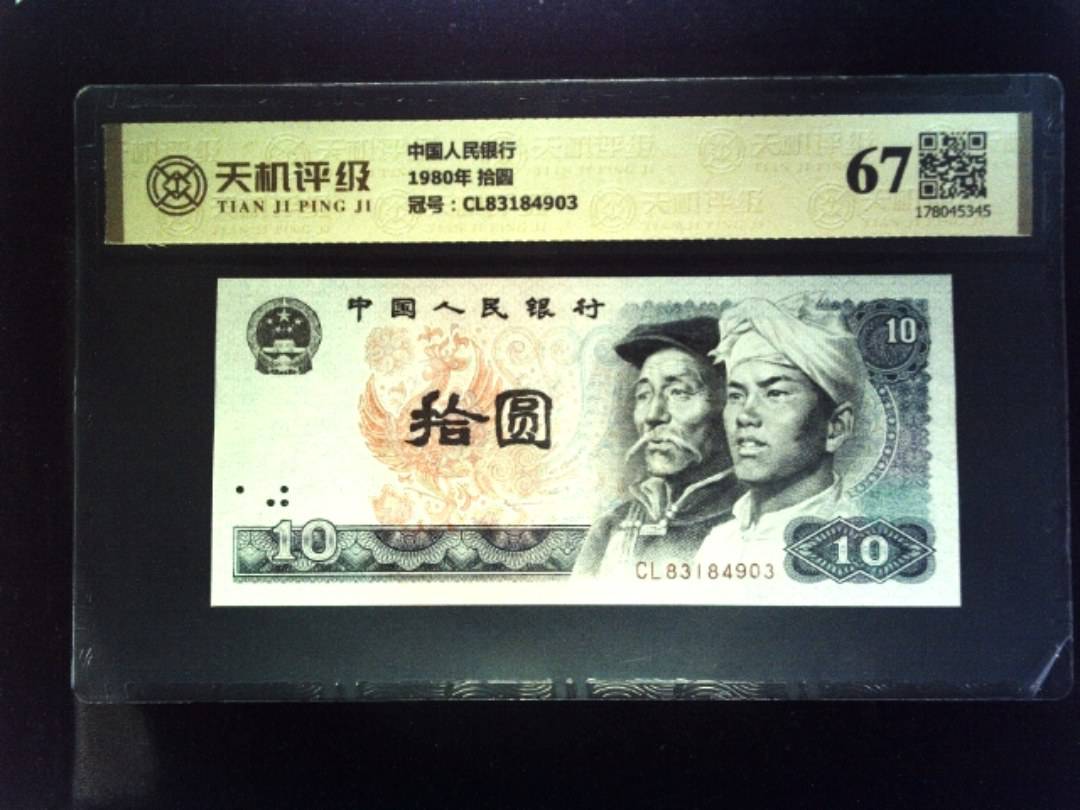 天机评级
TIAN JI PING JI
中国人民银行
1980年 拾圆
冠号：CL83184903
67
178045345
中国人民银行
10
拾圆
10
CL83184903
10